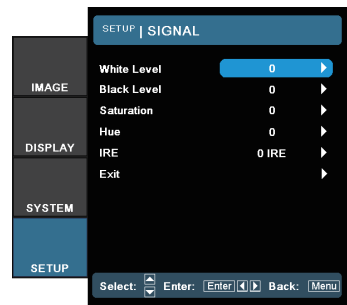 SETUP | SIGNAL
White Level 0
Black Level 0
Saturation 0
Hue 0
IRE 0 IRE
Exit
IMAGE
DISPLAY
SYSTEM
SETUP
Select: Enter: Enter Back: Menu